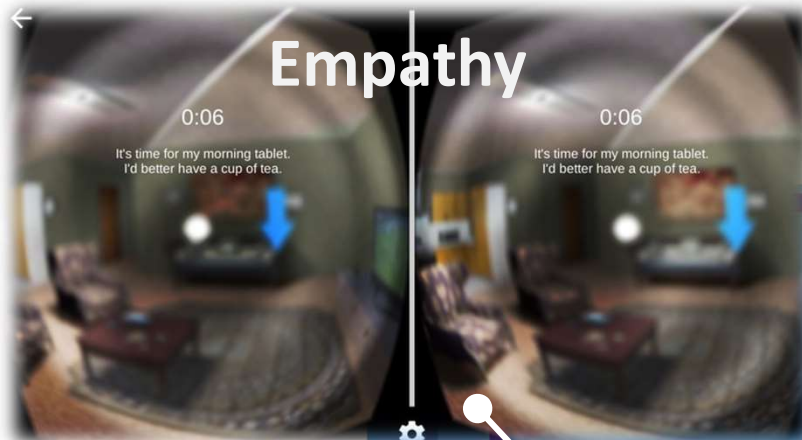 Empathy
0:06
It's time for my morning tablet.
I'd better have a cup of tea.
0:06
It's time for my morning tablet.
I'd better have a cup of tea.